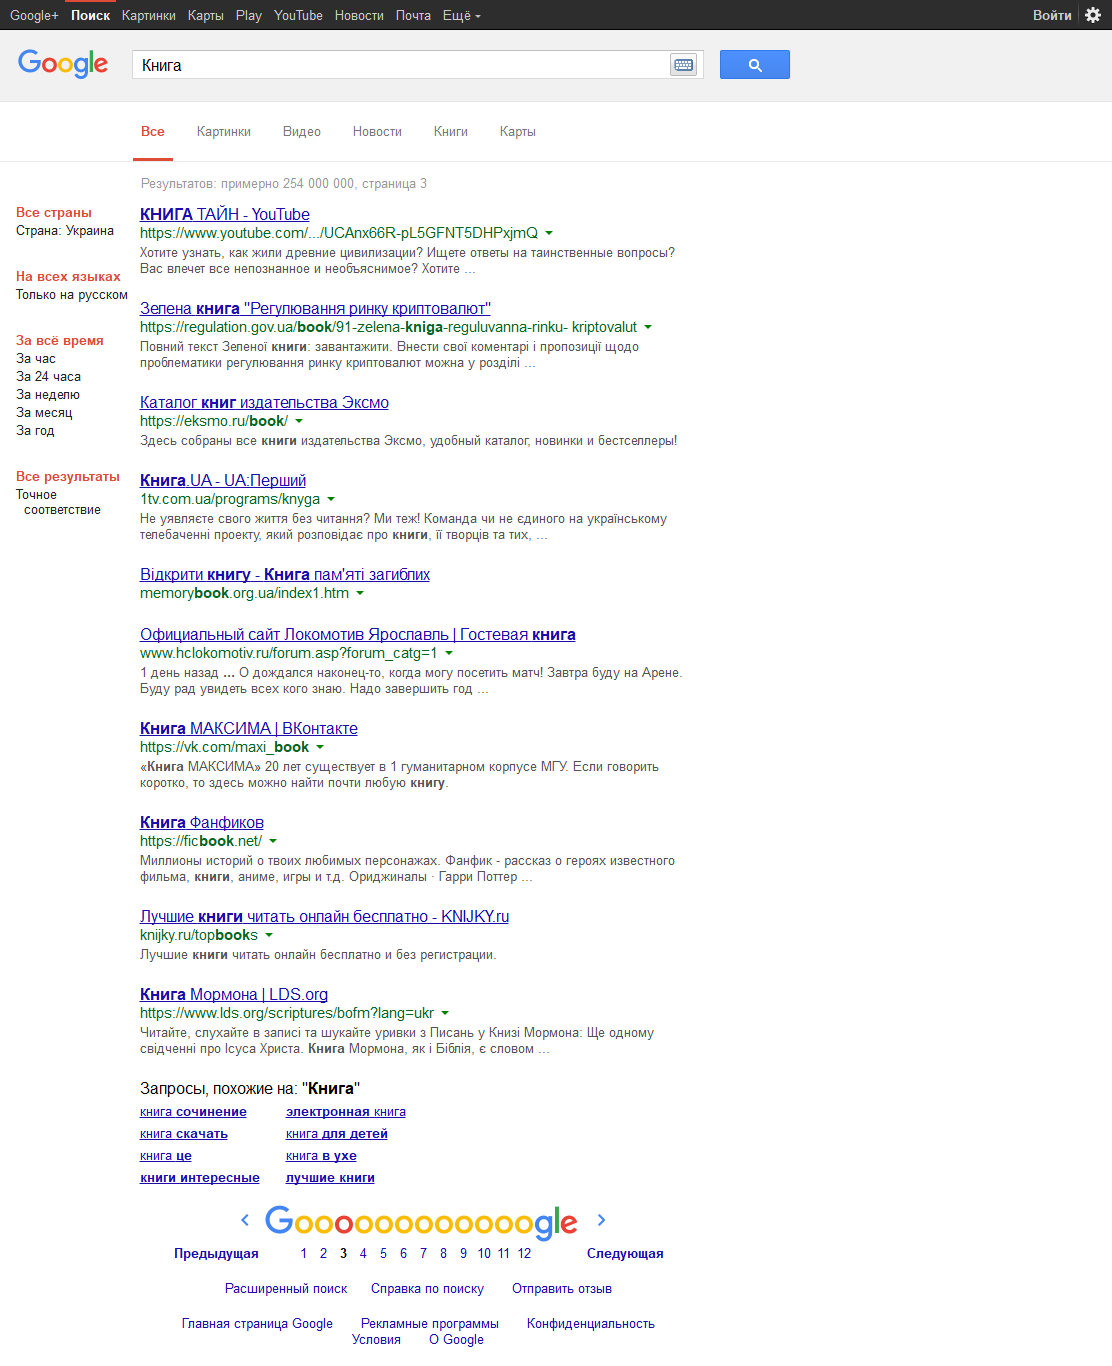 Google+ Поиск Картинки Карты Play YouTube Новости Почта Ещё Войти
Google Книга
Все Картинки Видео Новости Книги Карты
Результатов: примерно 254 000 000, страница 3
Все страны
Страна: Украина
На всех языках
Только на русском
За всё время
За час
За 24 часа
За неделю
За месяц
За год
Все результаты
Точное
соответствие
КНИГА ТАЙН - YouTube
https://www.youtube.com/.../UCAnx66R-pL5GFNT5DHPxjmQ
Хотите узнать, как жили древние цивилизации? Ищете ответы на таинственные вопросы?
Вас влечет все непознанное и необъяснимое? Хотите ...
Зелена книга "Регулювання ринку криптовалют"
https://regulation.gov.ua/book/91-zelena-kniga-reguluvanna-rinku- kriptovalut
Повний текст Зеленої книги: завантажити. Внести свої коментарі і пропозиції щодо
проблематики регулювання ринку криптовалют можна у розділі ...
Каталог книг издательства Эксмо
https://eksmo.ru/book/
Здесь собраны все книги издательства Эксмо, удобный каталог, новинки и бестселлеры!
Книга.UA - UA:Перший
1tv.com.ua/programs/knyga
Не уявляєте свого життя без читання? Ми теж! Команда чи не єдиного на українському
телебаченні проекту, який розповідає про книги, її творців та тих, ...
Відкрити книгу - Книга пам'яті загиблих
memorybook.org.ua/index1.htm
Официальный сайт Локомотив Ярославль | Гостевая книга
www.hclokomotiv.ru/forum.asp?forum_catg=1
1 день назад ... О дождался наконец-то, когда могу посетить матч! Завтра буду на Арене.
Буду рад увидеть всех кого знаю. Надо завершить год ...
Книга МАКСИМА | ВКонтакте
https://vk.com/maxi_book
«Книга МАКСИМА» 20 лет существует в 1 гуманитарном корпусе МГУ. Если говорить
коротко, то здесь можно найти почти любую книгу.
Книга Фанфиков
https://ficbook.net/
Миллионы историй о твоих любимых персонажах. Фанфик - рассказ о героях известного
фильма, книги, аниме, игры и т.д. Ориджиналы · Гарри Поттер ...
Лучшие книги читать онлайн бесплатно - KNIJKY.ru
knijky.ru/topbooks
Лучшие книги читать онлайн бесплатно и без регистрации.
Книга Мормона | LDS.org
https://www.lds.org/scriptures/bofm?lang=ukr
Читайте, слухайте в записі та шукайте уривки з Писань у Книзі Мормона: Ще одному
свідченні про Ісуса Христа. Книга Мормона, як і Біблія, є словом ...
Запросы, похожие на: "Книга"
книга сочинение электронная книга
книга скачать книга для детей
книга це книга в ухе
книги интересные лучшие книги
Goooooooooooogle
Предыдущая 1 2 3 4 5 6 7 8 9 10 11 12 Следующая
Расширенный поиск Справка по поиску Отправить отзыв
Главная страница Google Рекламные программы Конфиденциальность
Условия О Google